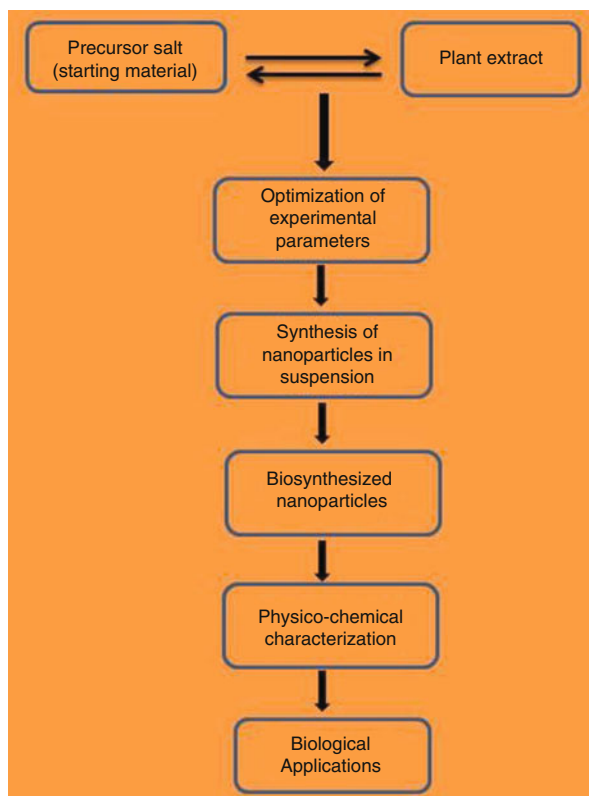 Precursor salt
(starting material)
Plant extract
Optimization of
experimental
parameters
Synthesis of
nanoparticles in
suspension
Biosynthesized
nanoparticles
Physico-chemical
characterization
Biological
Applications